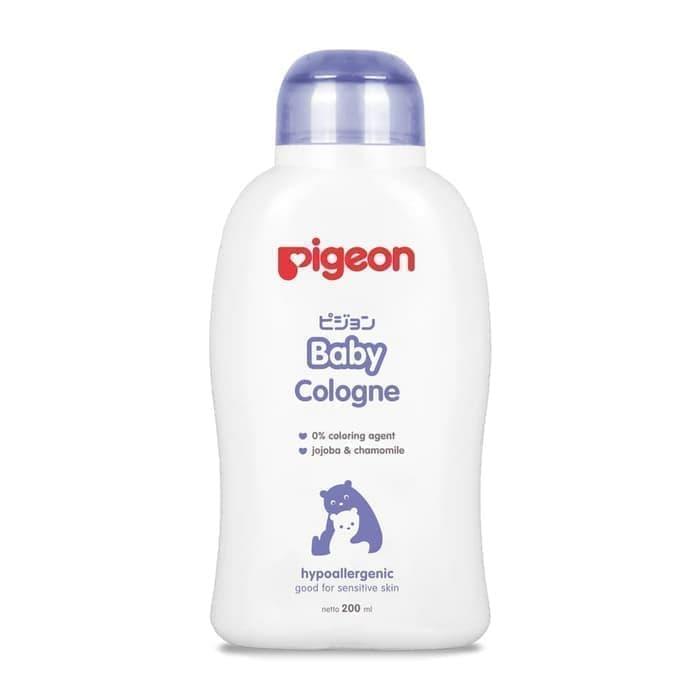 pigeon
ピジョン
Baby
Cologne
0% coloring agent
jojoba & chamomile
hypoallergenic
good for sensitive skin
netto 200 ml